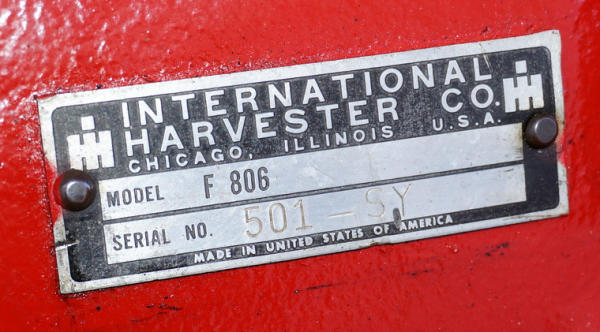 INTERNATIONAL
HARVESTER CO.
CHICAGO, ILLINOIS U.S.A.
MODEL F 806
SERIAL NO. 501-SY
MADE IN UNITED STATES OF AMERICA